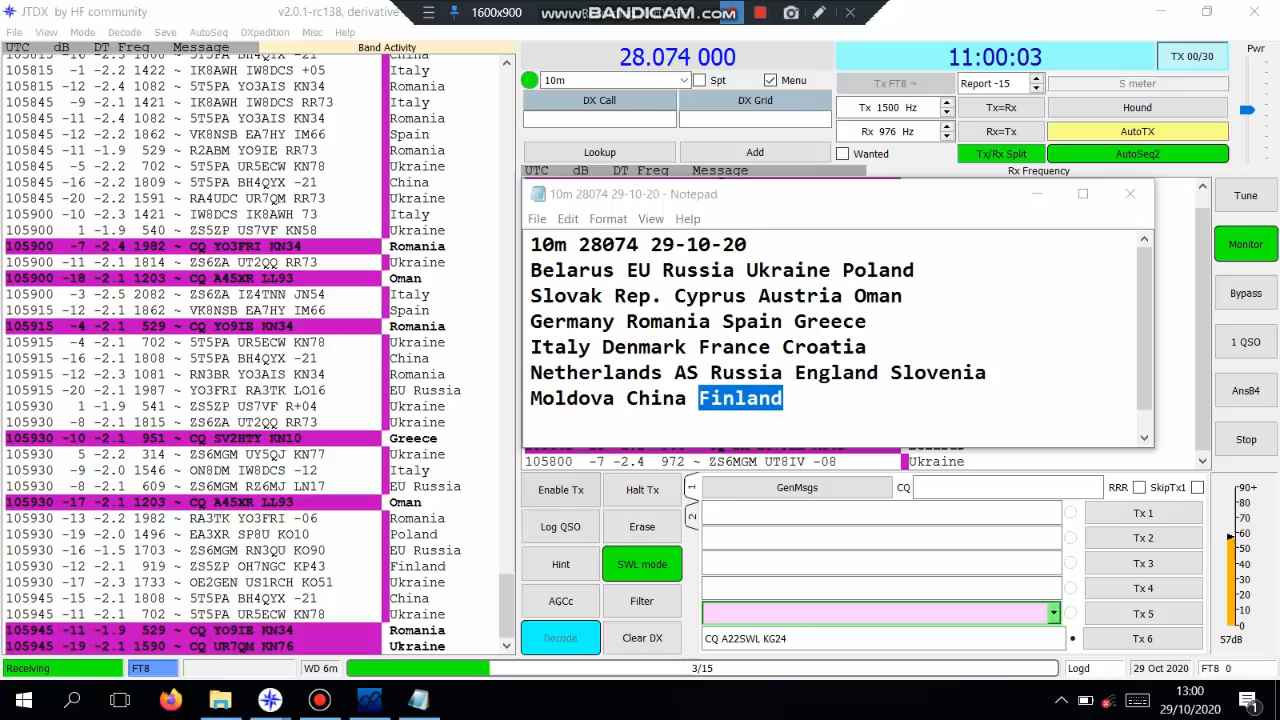 JTDX by HF community v2.0.1-rc138, derivative
1600x900
www.BANDICAM.com
File View Mode Decode Save AutoSeq DXpedition Misc Help
UTC dB DT Freq Message Band Activity
China
105815 -1 -2.2 1422 ~ IK8AWH IW8DCS +05 Italy
105815 -12 -2.4 1082 ~ 5T5PA YO3AIS KN34 Romania
105845 -9 -2.1 1421 ~ IK8AWH IW8DCS RR73 Italy
105845 -11 -2.4 1082 ~ 5T5PA YO3AIS KN34 Romania
105845 -12 -2.2 1862 ~ VK8NSB EA7HY IM66 Spain
105845 -11 -1.9 529 ~ R2ABM YO9IE RR73 Romania
105845 -5 -2.2 702 ~ 5T5PA UR5ECW KN78 Ukraine
105845 -16 -2.2 1809 ~ 5T5PA BH4QYX -21 China
105845 -20 -2.2 1591 ~ RA4UDC UR7QM RR73 Ukraine
105900 -10 -2.3 1421 ~ IW8DCS IK8AWH 73 Italy
105900 1 -1.9 540 ~ ZS5ZP US7VF KN58 Ukraine
105900 -7 -2.4 1982 ~ CQ YO3FRI KN34 Romania
105900 -11 -2.1 1814 ~ ZS6ZA UT2QQ RR73 Ukraine
105900 -18 -2.1 1203 ~ CQ A45XR LL93 Oman
105900 -3 -2.5 2082 ~ ZS6ZA IZ4TNN JN54 Italy
105915 -12 -2.1 1862 ~ VK8NSB EA7HY IM66 Spain
105915 -4 -2.1 529 ~ CQ YO9IE KN34 Romania
105915 -4 -2.1 702 ~ 5T5PA UR5ECW KN78 Ukraine
105915 -16 -2.1 1808 ~ 5T5PA BH4QYX -21 China
105915 -12 -2.1 1083 ~ RN3BR YO3AIS KN34 Romania
105915 -20 -2.1 1987 ~ YO3FRI RA3TK LO16 EU Russia
105930 1 -1.9 541 ~ ZS5ZP US7VF R+04 Ukraine
105930 -8 -2.1 1815 ~ ZS6ZA UT2QQ RR73 Ukraine
105930 -10 -2.1 951 ~ CQ SV2HTY KN10 Greece
105930 5 -2.2 314 ~ ZS6MGM UY5QJ KN77 Ukraine
105930 -9 -2.0 1546 ~ ON8DM IW8DCS -12 Italy
105930 -8 -2.1 609 ~ ZS6MGM RZ6MJ LN17 EU Russia
105930 -17 -2.1 1203 ~ CQ A45XR LL93 Oman
105930 -13 -2.2 1982 ~ RA3TK YO3FRI -06 Romania
105930 -19 -2.0 1496 ~ EA3XR SP8U KO10 Poland
105930 -16 -1.5 1703 ~ ZS6MGM RN3QU KO90 EU Russia
105930 -12 -2.1 919 ~ ZS5ZP OH7NGC KP43 Finland
105930 -17 -2.3 1733 ~ OE2GEN US1RCH KO51 Ukraine
105945 -15 -2.2 1808 ~ 5T5PA BH4QYX -21 China
105945 -11 -2.1 702 ~ 5T5PA UR5ECW KN78 Ukraine
105945 -11 -1.9 529 ~ CQ YO9IE KN34 Romania
105945 -19 -2.1 1590 ~ CQ UR7QM KN76 Ukraine
28.074 000
11:00:03
TX 00/30
Pwr
10m Spt Menu
Tx FT8 ~ Report -15 S meter
DX Call DX Grid
Tx 1500 Hz Tx=Rx Hound
Rx 976 Hz Rx=Tx AutoTX
Lookup Add Wanted Tx/Rx Split AutoSeq2
UTC dB DT Freq Message Rx Frequency
10m 28074 29-10-20 - Notepad
File Edit Format View Help
10m 28074 29-10-20
Belarus EU Russia Ukraine Poland
Slovak Rep. Cyprus Austria Oman
Germany Romania Spain Greece
Italy Denmark France Croatia
Netherlands AS Russia England Slovenia
Moldova China Finland
105800 -7 -2.4 972 ~ ZS6MGM UT8IV -08 Ukraine
Tune
Monitor
Bypass
1 QSO
AnsB4
Stop
Enable Tx Halt Tx 1 GenMsgs CQ RRR SkipTx1
2
Log QSO Erase
Hint SWL mode
AGCc Filter
Decode Clear DX
Tx 1
Tx 2
Tx 3
Tx 4
Tx 5
CQ A22SWL KG24 Tx 6
90+
80
70
60
50
40
30
20
10
0
57dB
Receiving FT8 WD 6m 3/15 Logd 29 Oct 2020 FT8 0
13:00
29/10/2020
1